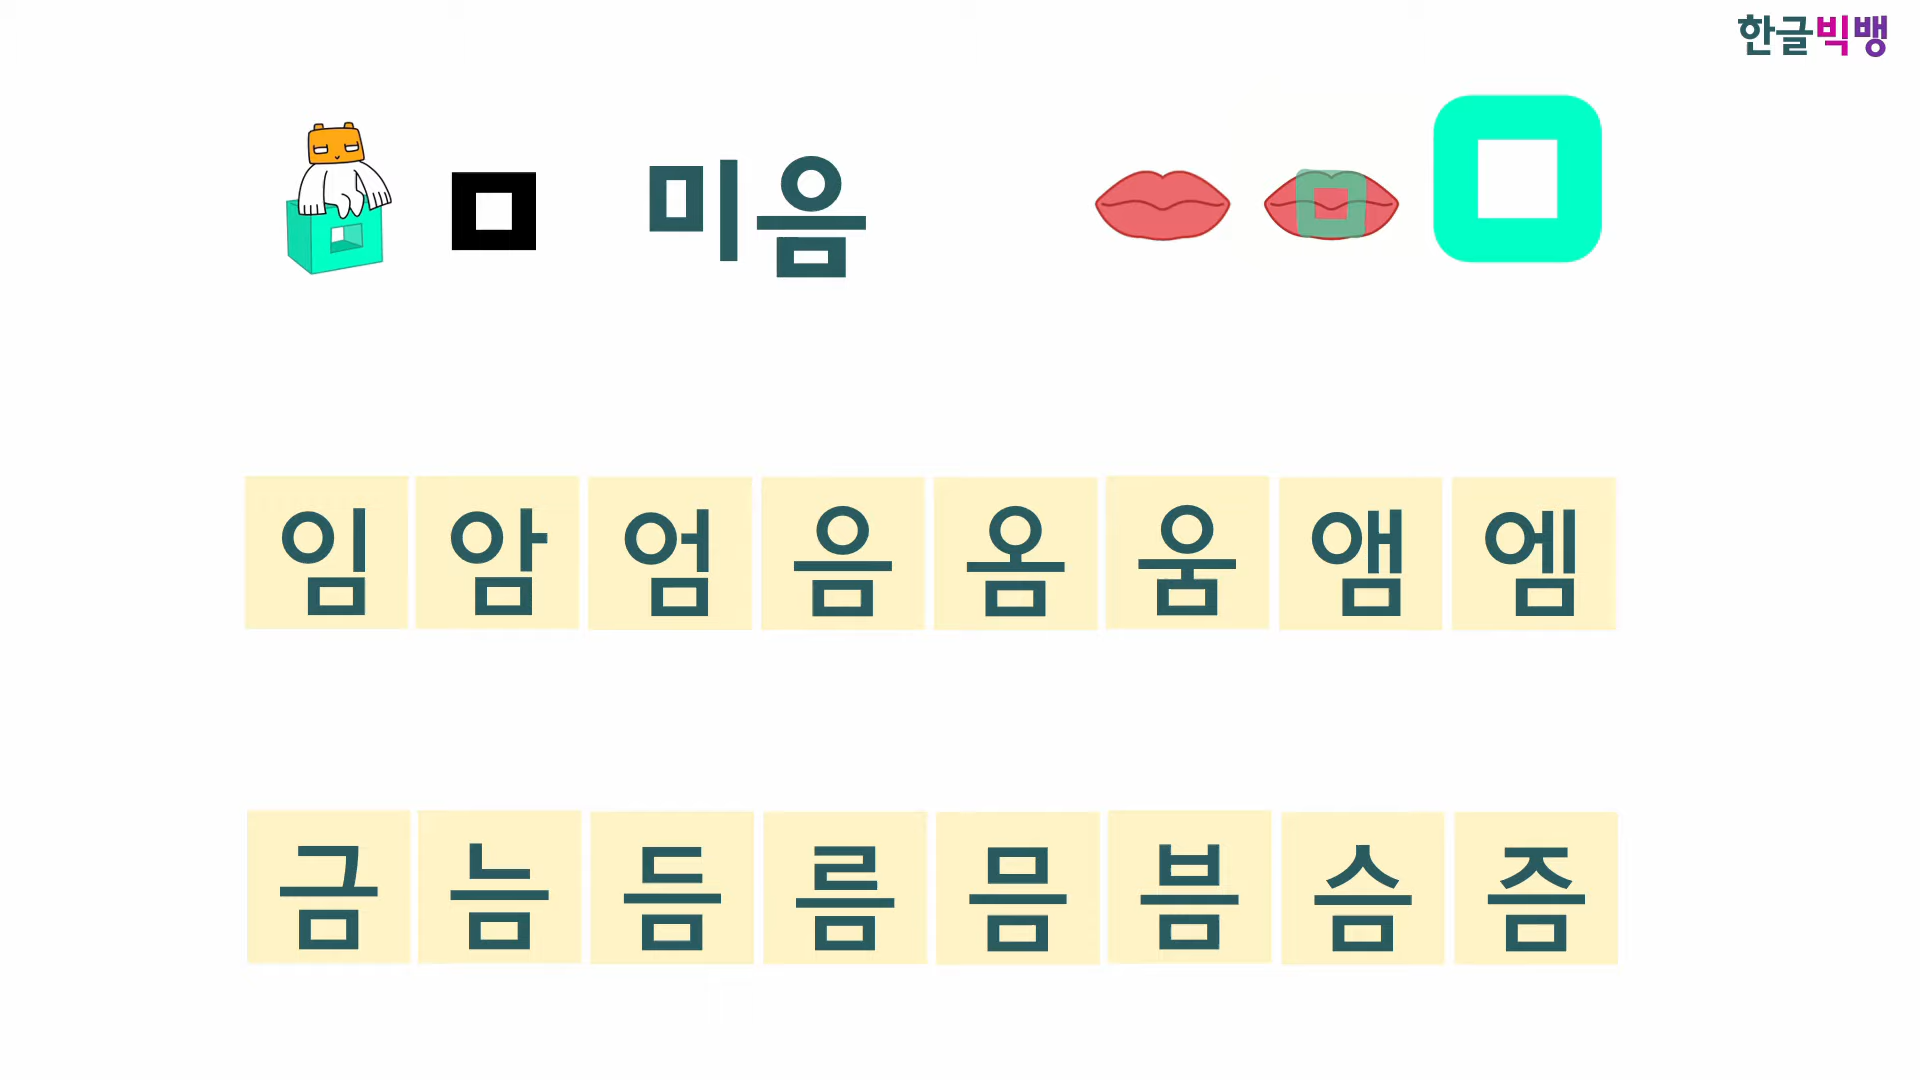 한글빅뱅
ㅁ 미음 ㅁ
임 암 엄 음 옴 움 앰 엠
금 늠 듬 름 믐 븜 슴 즘